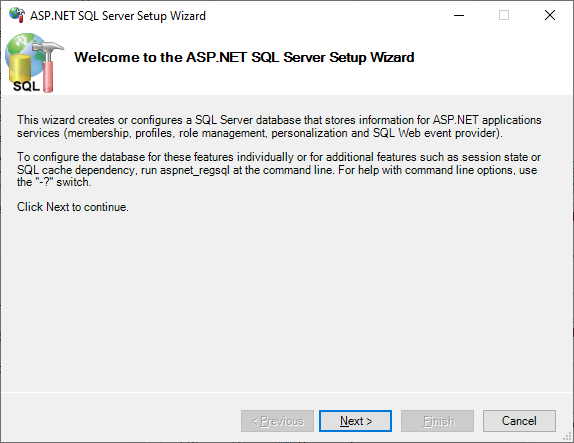 ASP.NET SQL Server Setup Wizard
SQL
Welcome to the ASP.NET SQL Server Setup Wizard
This wizard creates or configures a SQL Server database that stores information for ASP.NET applications
services (membership, profiles, role management, personalization and SQL Web event provider).
To configure the database for these features individually or for additional features such as session state or
SQL cache dependency, run aspnet_regsql at the command line. For help with command line options, use
the "-?" switch.
Click Next to continue.
< Previous Next > Finish Cancel